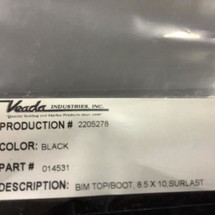 Veada INDUSTRIES, INC.
PRODUCTION # 2205278
COLOR: BLACK
PART # 014531
DESCRIPTION: BIM TOP/BOOT, 8.5 X 10, SURLAST